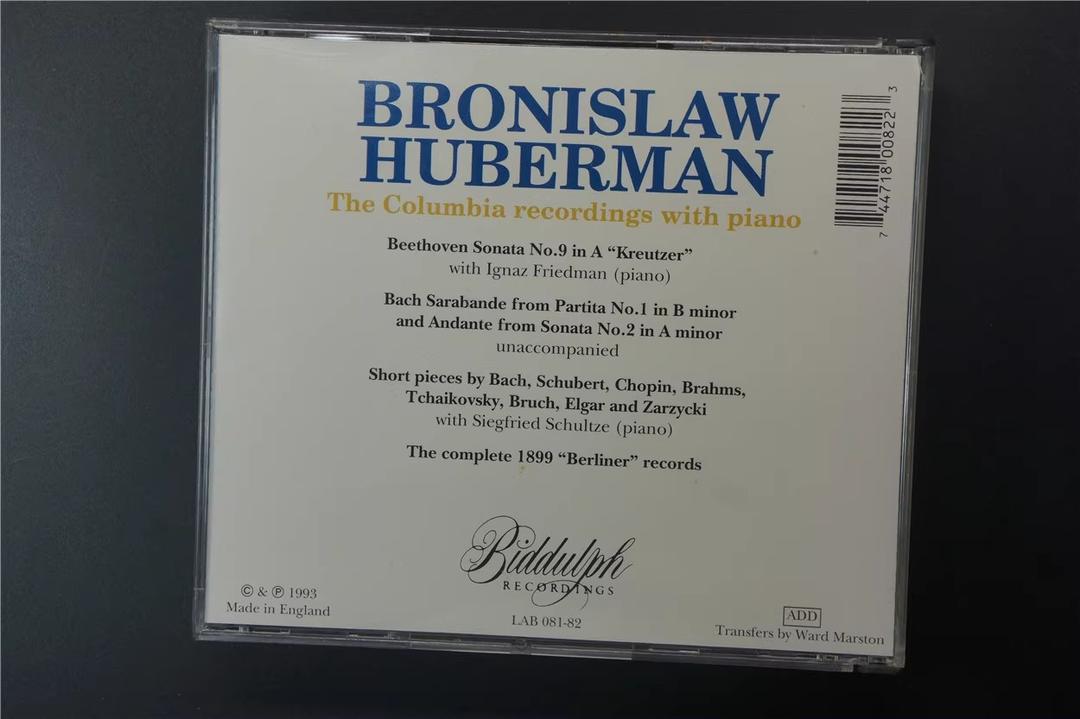 BRONISLAW
HUBERMAN
The Columbia recordings with piano
Beethoven Sonata No.9 in A “Kreutzer”
with Ignaz Friedman (piano)
Bach Sarabande from Partita No.1 in B minor
and Andante from Sonata No.2 in A minor
unaccompanied
Short pieces by Bach, Schubert, Chopin, Brahms,
Tchaikovsky, Bruch, Elgar and Zarzycki
with Siegfried Schultze (piano)
The complete 1899 “Berliner” records
Biddulph
RECORDINGS
LAB 081-82
© & ℗ 1993
Made in England
ADD
Transfers by Ward Marston
7 44718 00822 3